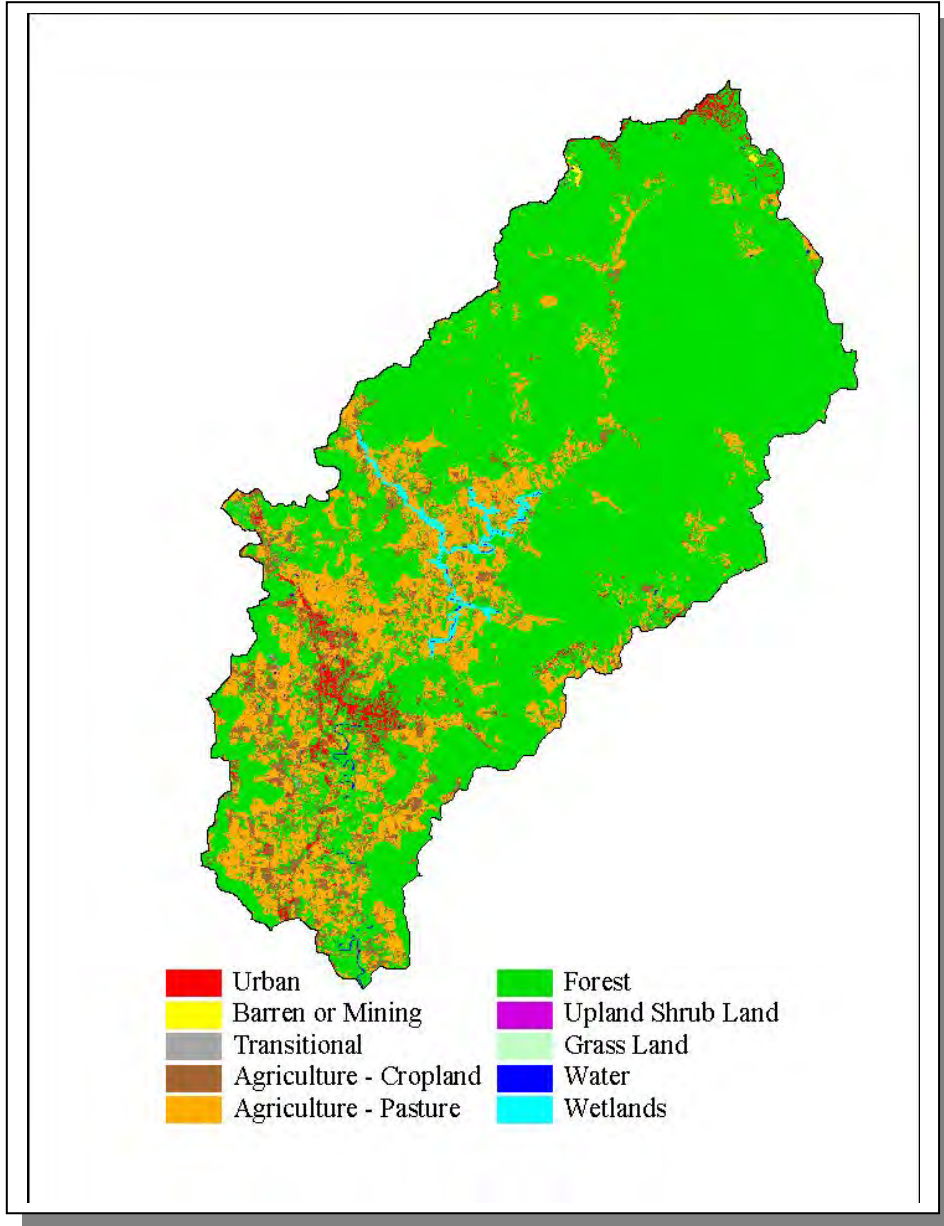 Urban
Barren or Mining
Transitional
Agriculture - Cropland
Agriculture - Pasture
Forest
Upland Shrub Land
Grass Land
Water
Wetlands